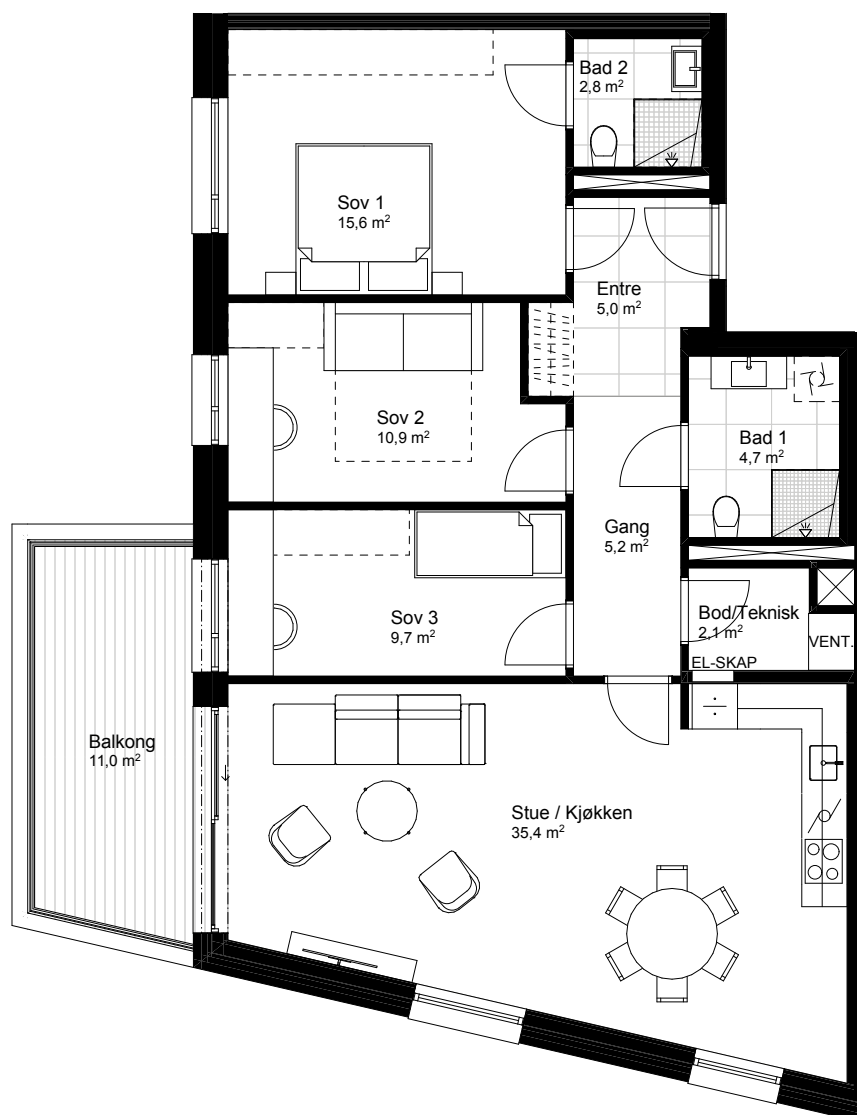 Bad 2
2,8 m²
Sov 1
15,6 m²
Entre
5,0 m²
Sov 2
10,9 m²
Bad 1
4,7 m²
Gang
5,2 m²
Sov 3
9,7 m²
Bod/Teknisk
2,1 m²
VENT.
EL-SKAP
Balkong
11,0 m²
Stue / Kjøkken
35,4 m²